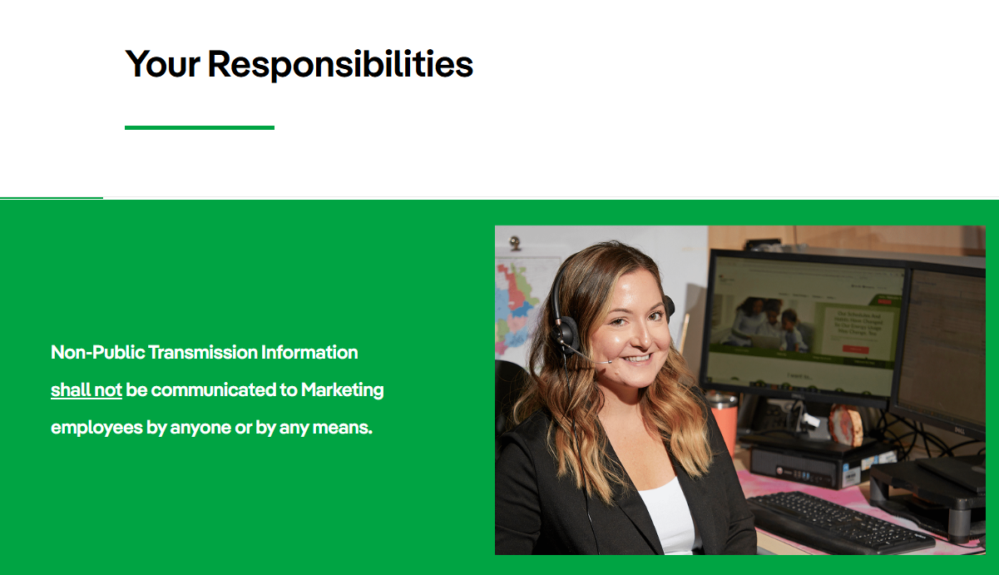 Your Responsibilities
Non-Public Transmission Information
shall not be communicated to Marketing
employees by anyone or by any means.
DELL